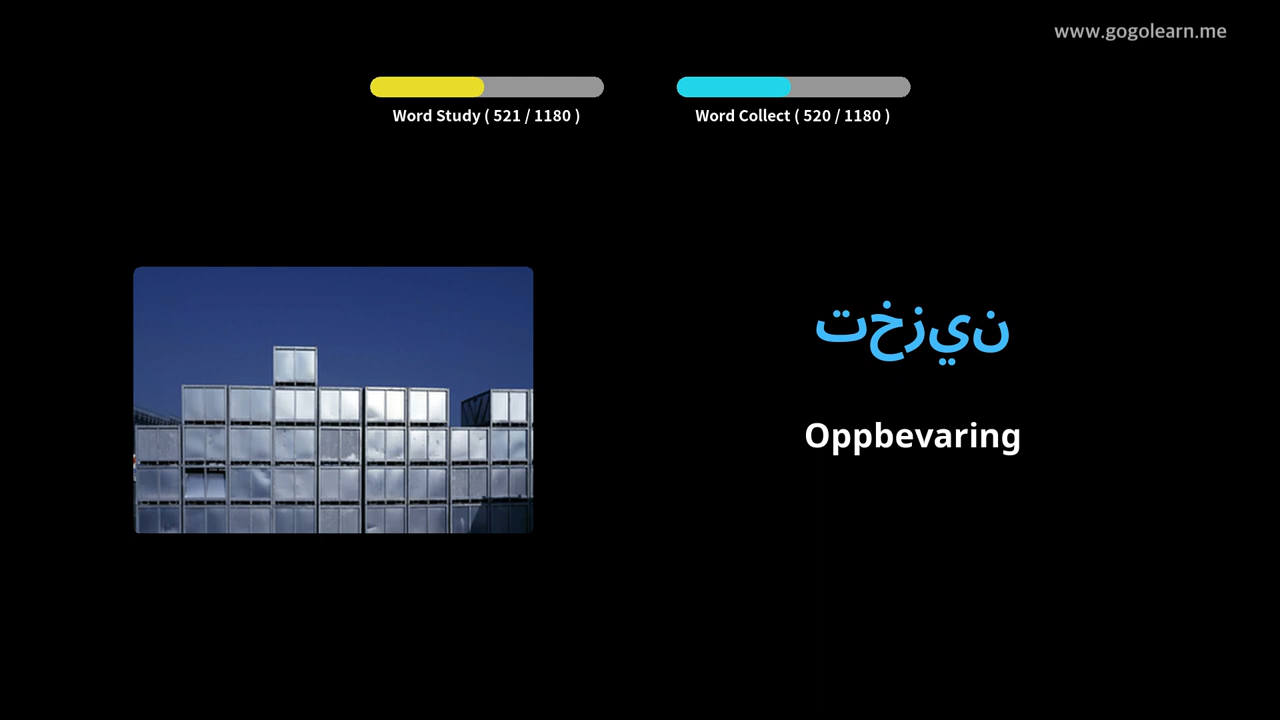 www.gogolearn.me
Word Study ( 521 / 1180 )
Word Collect ( 520 / 1180 )
تخزين
Oppbevaring